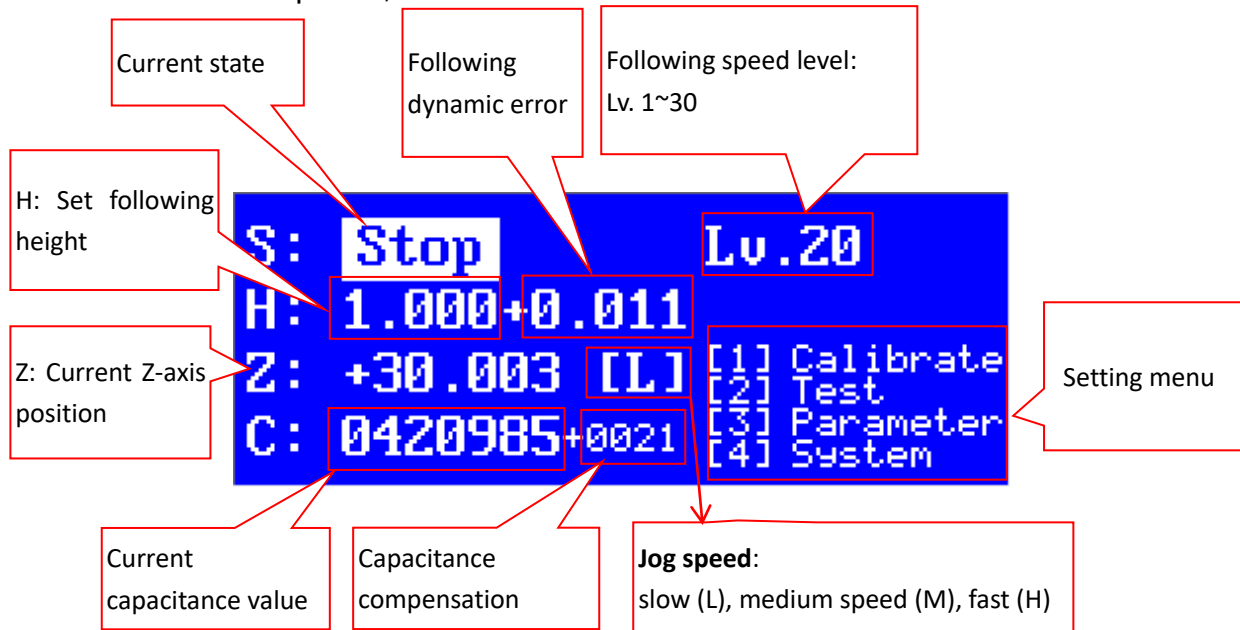 Current state
Following
dynamic error
Following speed level:
Lv. 1~30
H: Set following
height
S: Stop Lv.20
H: 1.000+0.011
Z: Current Z-axis
position
Z: +30.003 [L]
C: 0420985+0021
[1] Calibrate
[2] Test
[3] Parameter
[4] System
Setting menu
Current
capacitance value
Capacitance
compensation
Jog speed:
slow (L), medium speed (M), fast (H)